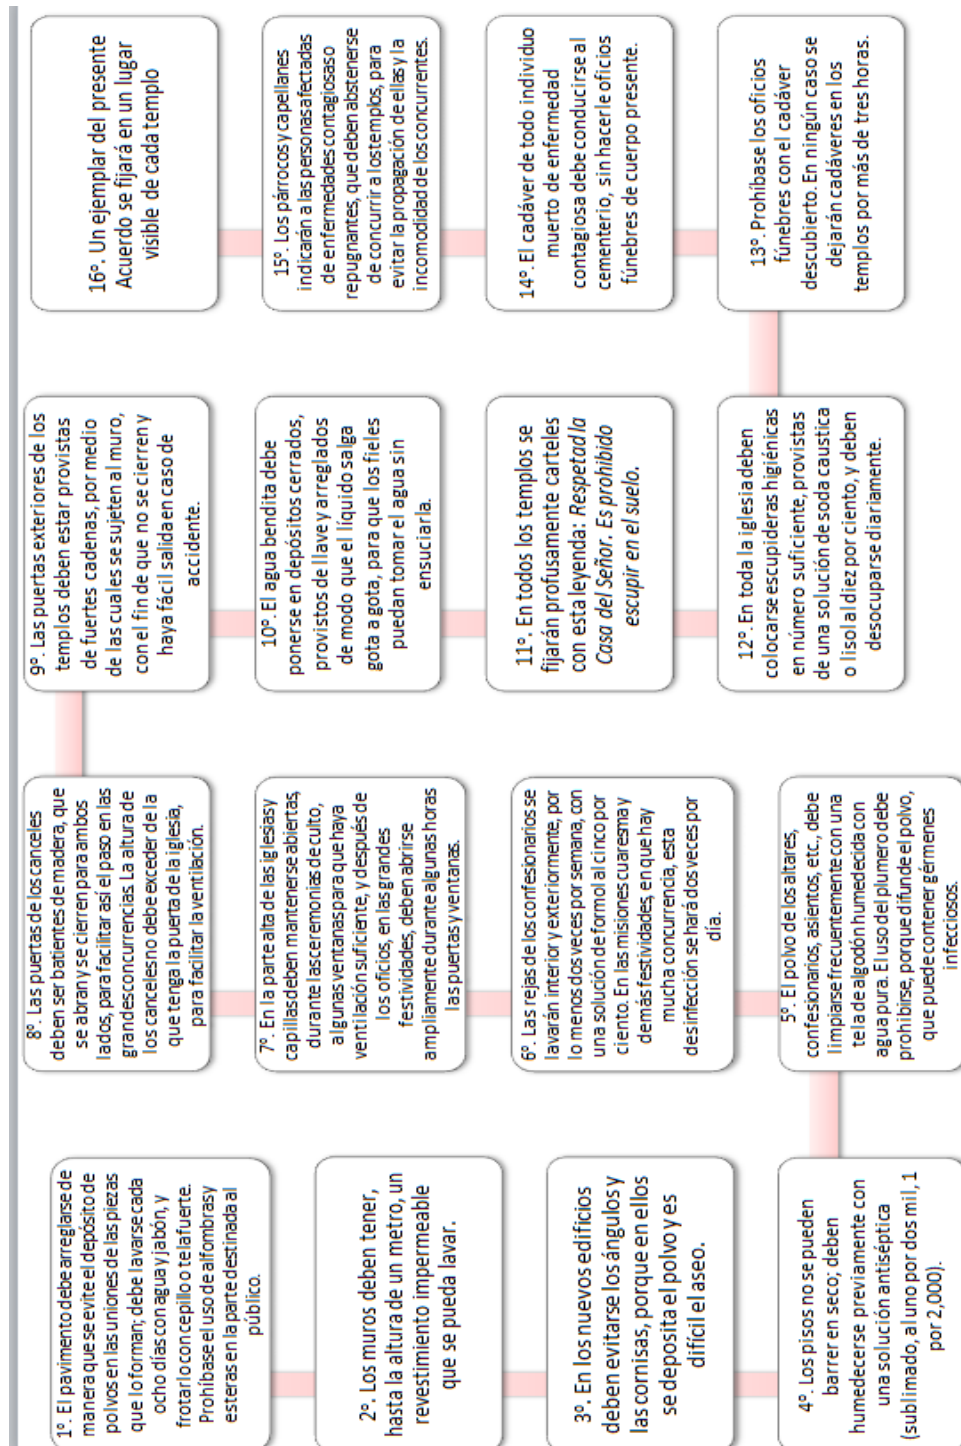 1º. El pavimento debe arreglarse de
manera que se evite el depósito de
polvos en las uniones de las piezas
que lo forman; debe lavarse cada
ocho días con agua y jabón, y
frotarlo con cepillo o tela fuerte.
Prohíbase el uso de alfombras y
esteras en la parte destinada al
público.
2º. Los muros deben tener,
hasta la altura de un metro, un
revestimiento impermeable
que se pueda lavar.
3º. En los nuevos edificios
deben evitarse los ángulos y
las cornisas, porque en ellos
se deposita el polvo y es
difícil el aseo.
4º. Los pisos no se pueden
barrer en seco; deben
humedecerse previamente con
una solución antiséptica
(sublimado, al uno por dos mil, 1
por 2,000).
5º. El polvo de los altares,
confesionarios, asientos, etc., debe
limpiarse frecuentemente con una
tela de algodón humedecida con
agua pura. El uso del plumero debe
prohibirse, porque difunde el polvo,
que puede contener gérmenes
infecciosos.
6º. Las rejas de los confesionarios se
lavarán interior y exteriormente, por
lo menos dos veces por semana, con
una solución de formol al cinco por
ciento. En las misiones cuaresma y
demás festividades, en que hay
mucha concurrencia, esta
desinfección se hará dos veces por
día.
7º. En la parte alta de las iglesias y
capillas deben mantenerse abiertas,
durante las ceremonias de culto,
algunas ventanas para que haya
ventilación suficiente, y después de
los oficios, en las grandes
festividades, deben abrirse
ampliamente durante algunas horas
las puertas y ventanas.
8º. Las puertas de los canceles
deben ser batientes de madera, que
se abran y se cierren para ambos
lados, para facilitar así el paso en las
grandes concurrencias. La altura de
los canceles no debe exceder de la
que tenga la puerta de la iglesia,
para facilitar la ventilación.
9º. Las puertas exteriores de los
templos deben estar provistas
de fuertes cadenas, por medio
de las cuales se sujeten al muro,
con el fin de que no se cierren y
haya fácil salida en caso de
accidente.
10º. El agua bendita debe
ponerse en depósitos cerrados,
provistos de llave y arreglados
de modo que el líquido salga
gota a gota, para que los fieles
puedan tomar el agua sin
ensuciarla.
11º. En todos los templos se
fijarán profusamente carteles
con esta leyenda: Respetad la
Casa del Señor. Es prohibido
escupir en el suelo.
12º. En toda la iglesia deben
colocarse escupideras higiénicas
en número suficiente, provistas
de una solución de soda caustica
o lisol al diez por ciento, y deben
desocuparse diariamente.
13º. Prohíbase los oficios
fúnebres con el cadáver
descubierto. En ningún caso se
dejarán cadáveres en los
templos por más de tres horas.
14º. El cadáver de todo individuo
muerto de enfermedad
contagiosa debe conducirse al
cementerio, sin hacerle oficios
fúnebres de cuerpo presente.
15º. Los párrocos y capellanes
indicarán a las personas afectadas
de enfermedades contagiosas o
repugnantes, que deben abstenerse
de concurrir a los templos, para
evitar la propagación de ellas y la
incomodidad de los concurrentes.
16º. Un ejemplar del presente
Acuerdo se fijará en un lugar
visible de cada templo